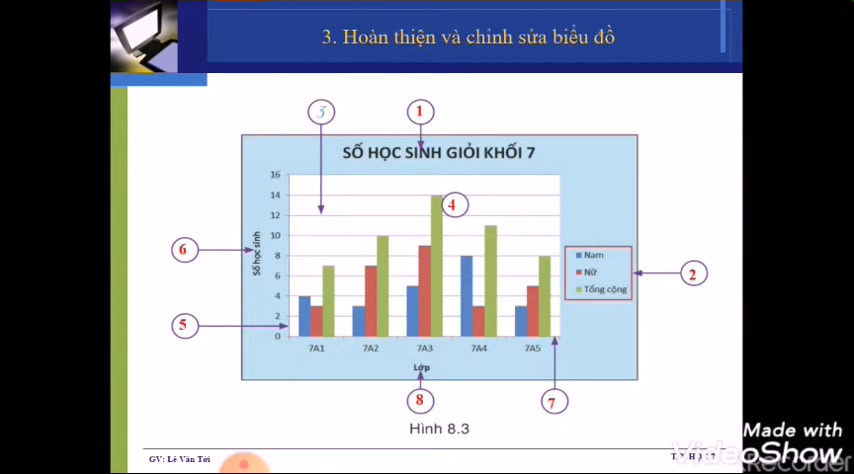 3. Hoàn thiện và chỉnh sửa biểu đồ
3
1
SỐ HỌC SINH GIỎI KHỐI 7
16
14
12
10
8
6
4
2
0
4
6
Số học sinh
5
Nam
Nữ
Tổng cộng
2
7A1 7A2 7A3 7A4 7A5
Lớp
8
7
Hình 8.3
Made with
VideoShow
Recorder
GV: Lê Văn Tới